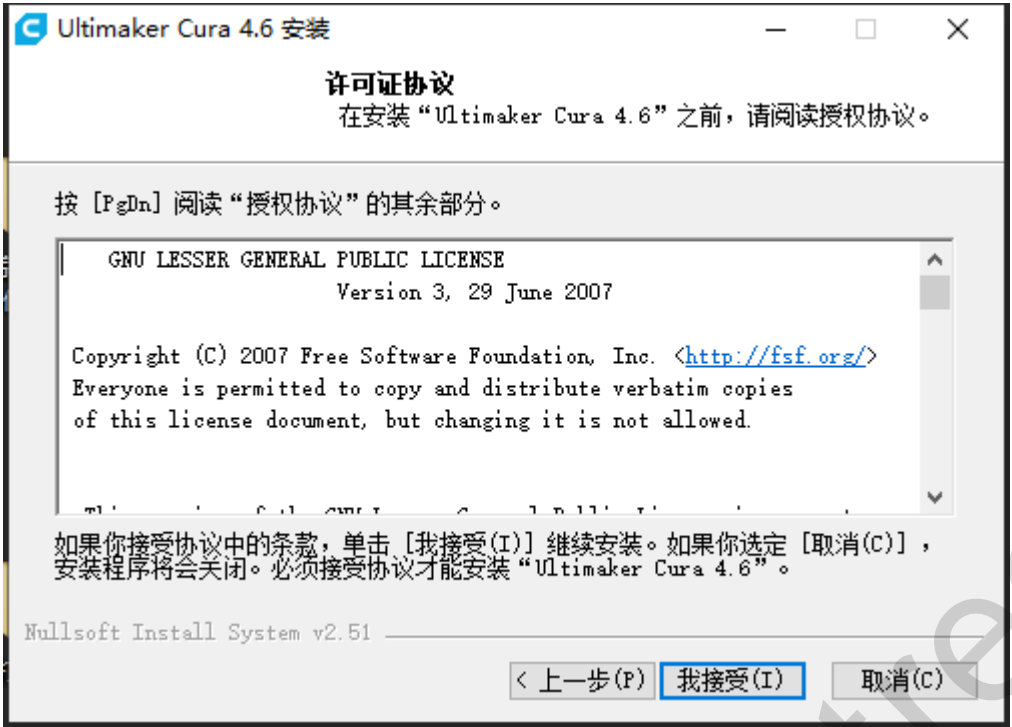 Ultimaker Cura 4.6 安装
许可证协议
在安装“Ultimaker Cura 4.6”之前，请阅读授权协议。
按 [PgDn] 阅读“授权协议”的其余部分。
GNU LESSER GENERAL PUBLIC LICENSE
Version 3, 29 June 2007
Copyright (C) 2007 Free Software Foundation, Inc. <http://fsf.org/>
Everyone is permitted to copy and distribute verbatim copies
of this license document, but changing it is not allowed.
如果你接受协议中的条款，单击 [我接受(I)] 继续安装。如果你选定 [取消(C)] ，
安装程序将会关闭。必须接受协议才能安装“Ultimaker Cura 4.6”。
Nullsoft Install System v2.51
< 上一步(P)
我接受(I)
取消(C)